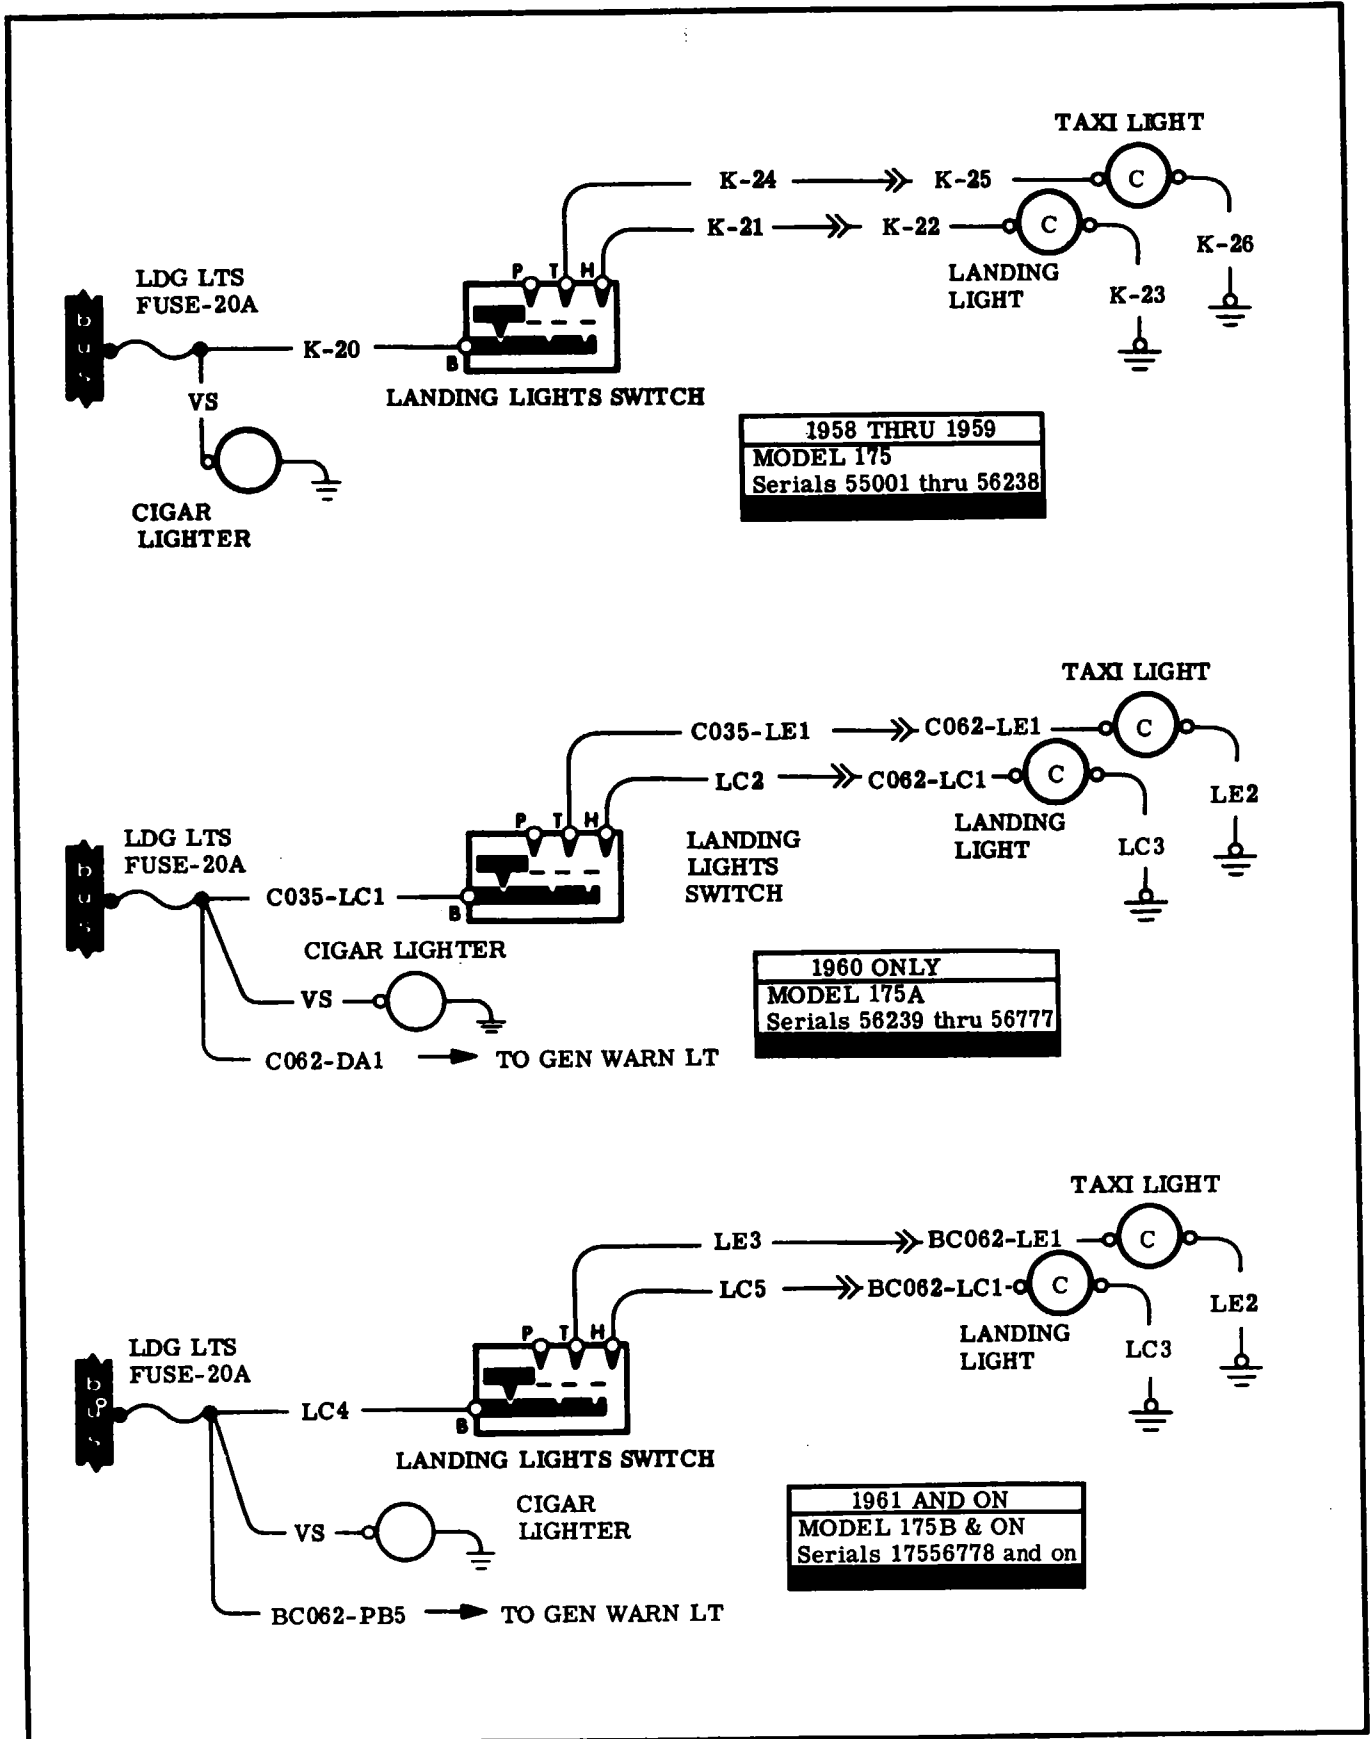 TAXI LIGHT
K-24
K-25
C
K-21
K-22
C
K-26
LANDING
LIGHT
K-23
P T H
LDG LTS
FUSE-20A
bus
K-20
B
VS
LANDING LIGHTS SWITCH
CIGAR
LIGHTER
1958 THRU 1959
MODEL 175
Serials 55001 thru 56238
TAXI LIGHT
C035-LE1
C062-LE1
C
LC2
C062-LC1
C
LE2
LANDING
LIGHT
LC3
P T H
LANDING
LIGHTS
SWITCH
LDG LTS
FUSE-20A
bus
C035-LC1
B
CIGAR LIGHTER
VS
C062-DA1
TO GEN WARN LT
1960 ONLY
MODEL 175A
Serials 56239 thru 56777
TAXI LIGHT
LE3
BC062-LE1
C
LC5
BC062-LC1
C
LE2
LANDING
LIGHT
LC3
P T H
LDG LTS
FUSE-20A
bus
LC4
B
LANDING LIGHTS SWITCH
CIGAR
LIGHTER
VS
BC062-PB5
TO GEN WARN LT
1961 AND ON
MODEL 175B & ON
Serials 17556778 and on